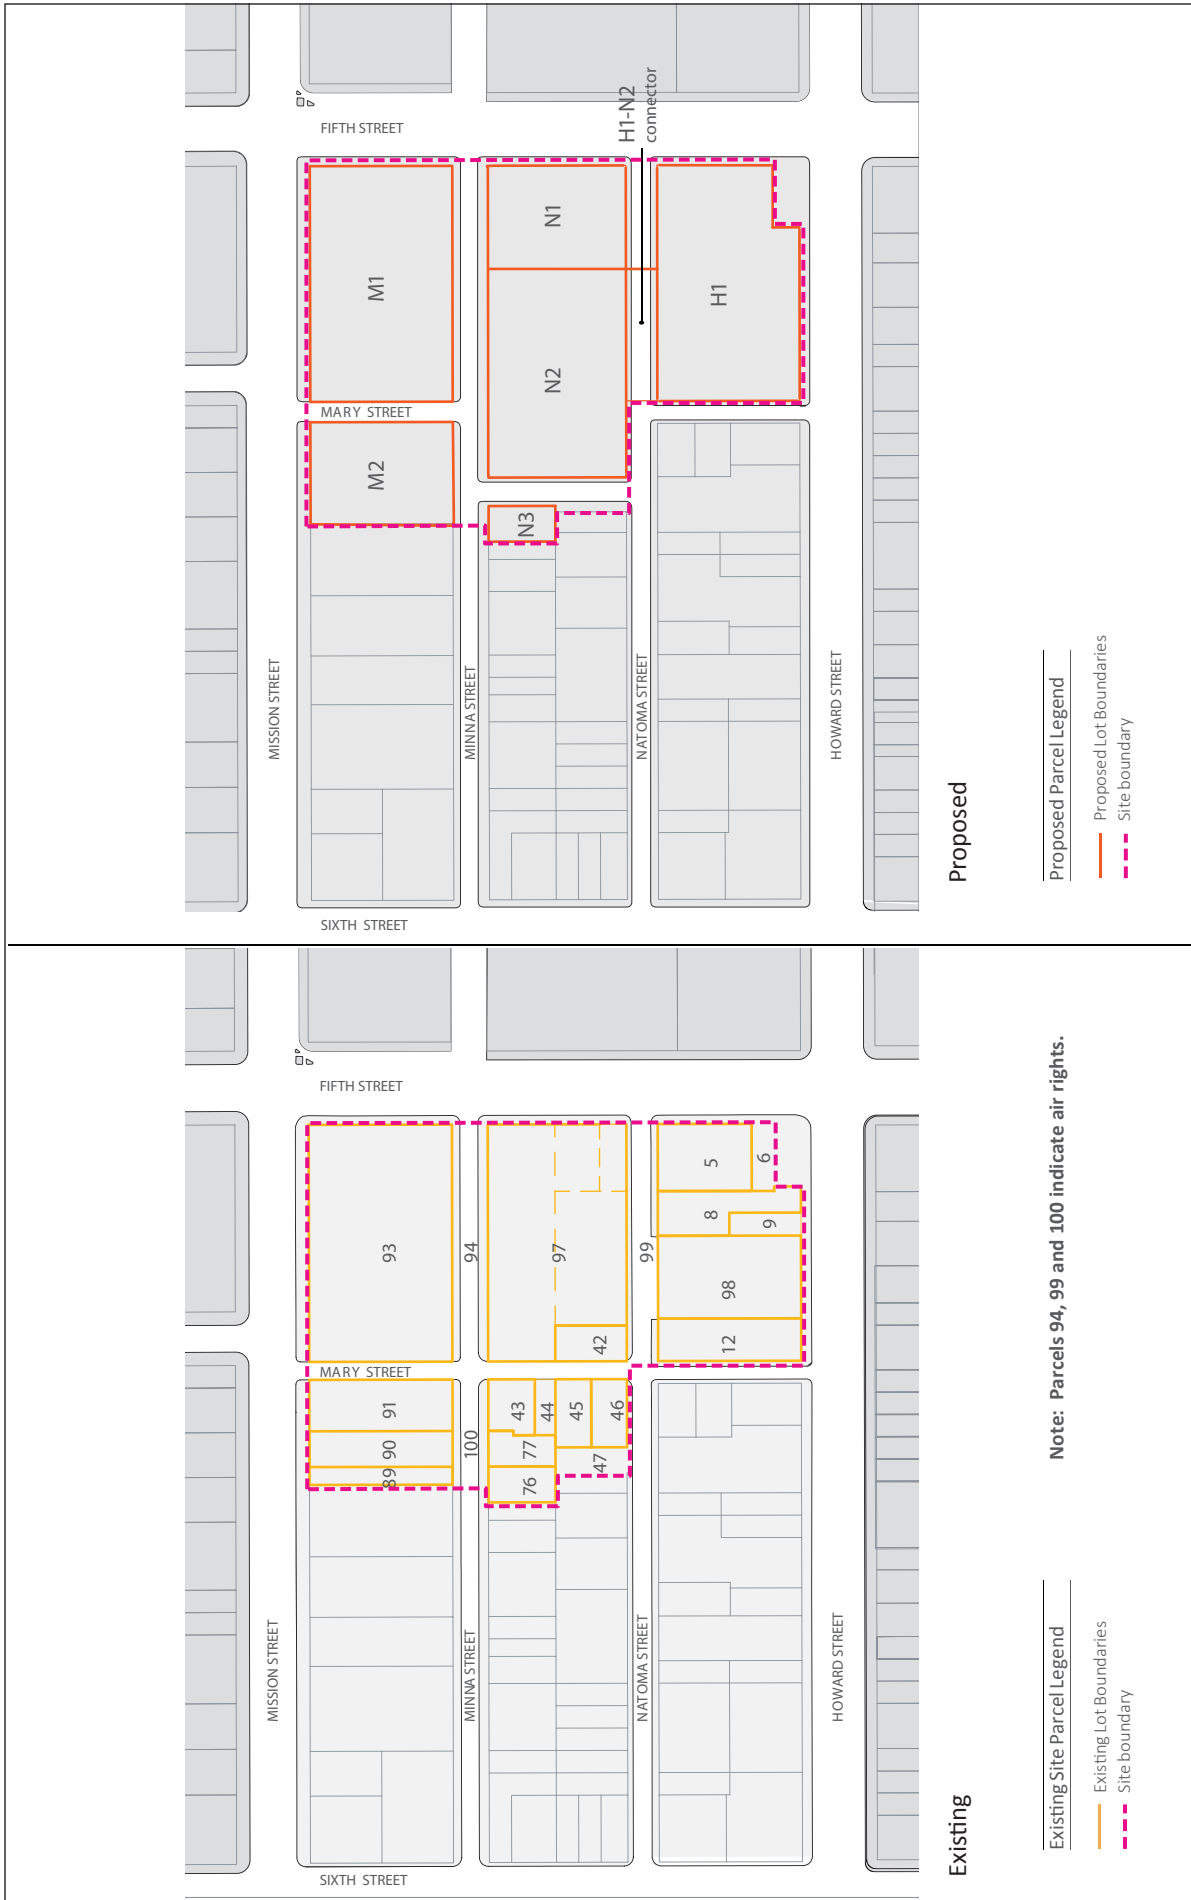 FIFTH STREET
H1-N2
connector
M1
N1
H1
N2
MARY STREET
M2
N3
MISSION STREET
MINNA STREET
NATOMA STREET
HOWARD STREET
SIXTH STREET
Proposed
Proposed Parcel Legend
Proposed Lot Boundaries
Site boundary
FIFTH STREET
93
94
97
99
5
6
8
9
98
12
42
MARY STREET
91
90
89
100
43
44
45
46
77
76
47
MISSION STREET
MINNA STREET
NATOMA STREET
HOWARD STREET
SIXTH STREET
Existing
Note: Parcels 94, 99 and 100 indicate air rights.
Existing Site Parcel Legend
Existing Lot Boundaries
Site boundary